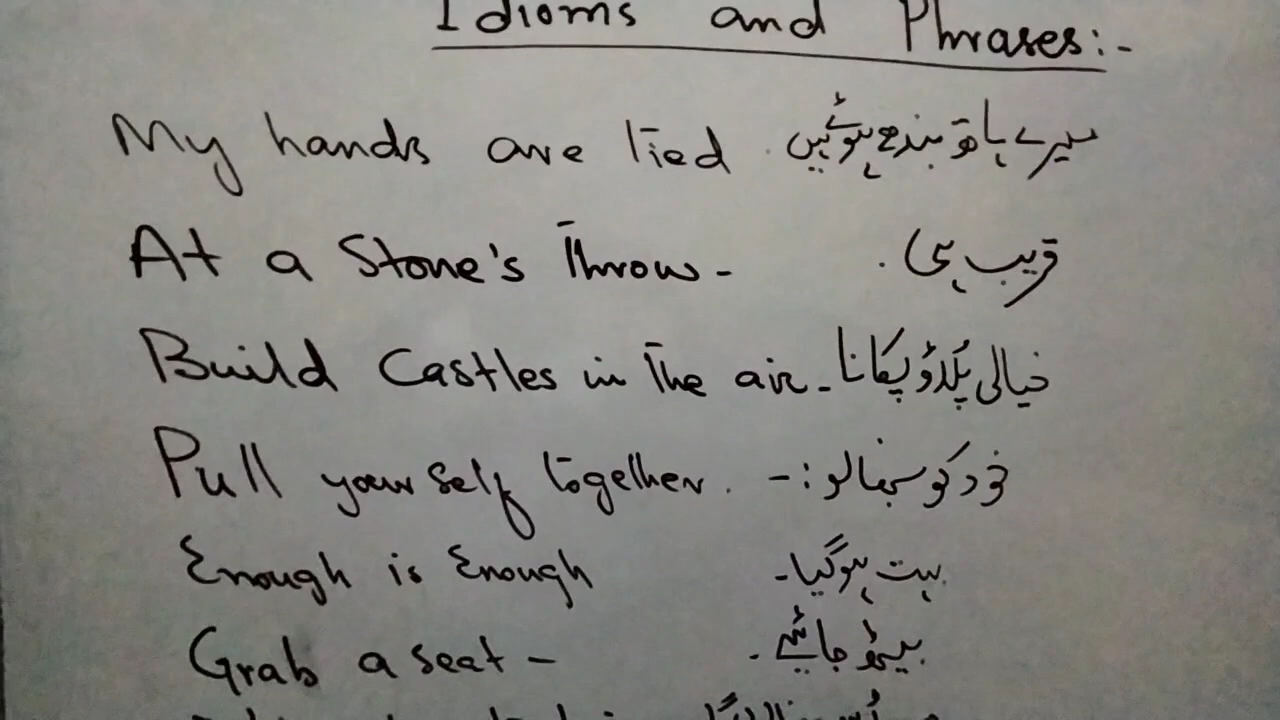 Idioms and Phrases:-
My hands are tied . میرے ہاتھ بندھے ہوئے ہیں
At a Stone's Throw - قریب ہی .
Build Castles in the air - خیالی پلاؤ پکانا
Pull yourself together . خود کو سنبھالو :-
Enough is Enough بہت ہوگیا -
Grab a seat - بیٹھ جائیے .